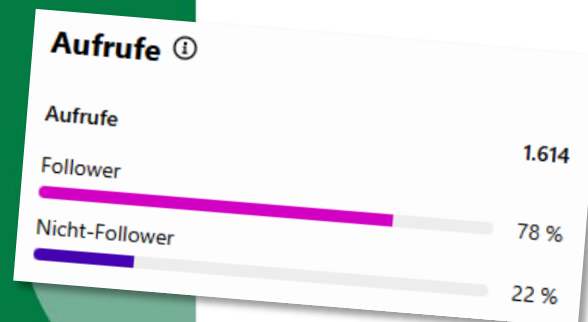 Aufrufe
Aufrufe 1.614
Follower
78 %
Nicht-Follower
22 %